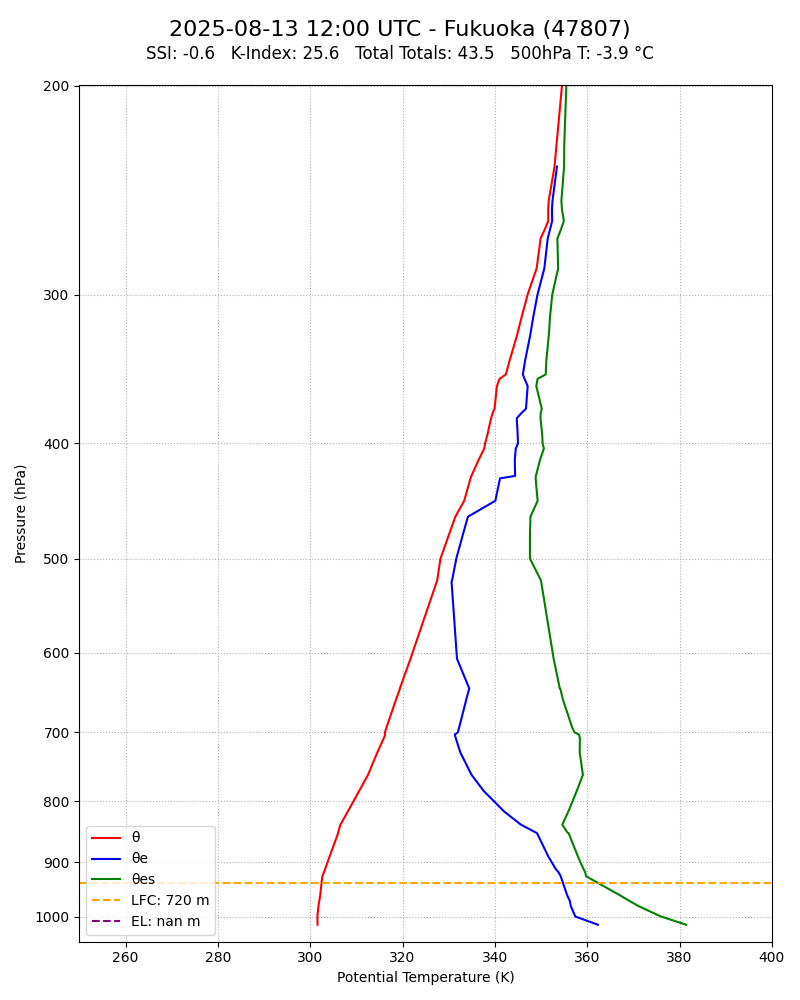 2025-08-13 12:00 UTC - Fukuoka (47807)
SSI: -0.6   K-Index: 25.6   Total Totals: 43.5   500hPa T: -3.9 °C
200
300
400
500
600
700
800
900
1000
Pressure (hPa)
θ
θe
θes
LFC: 720 m
EL: nan m
260
280
300
320
340
360
380
400
Potential Temperature (K)